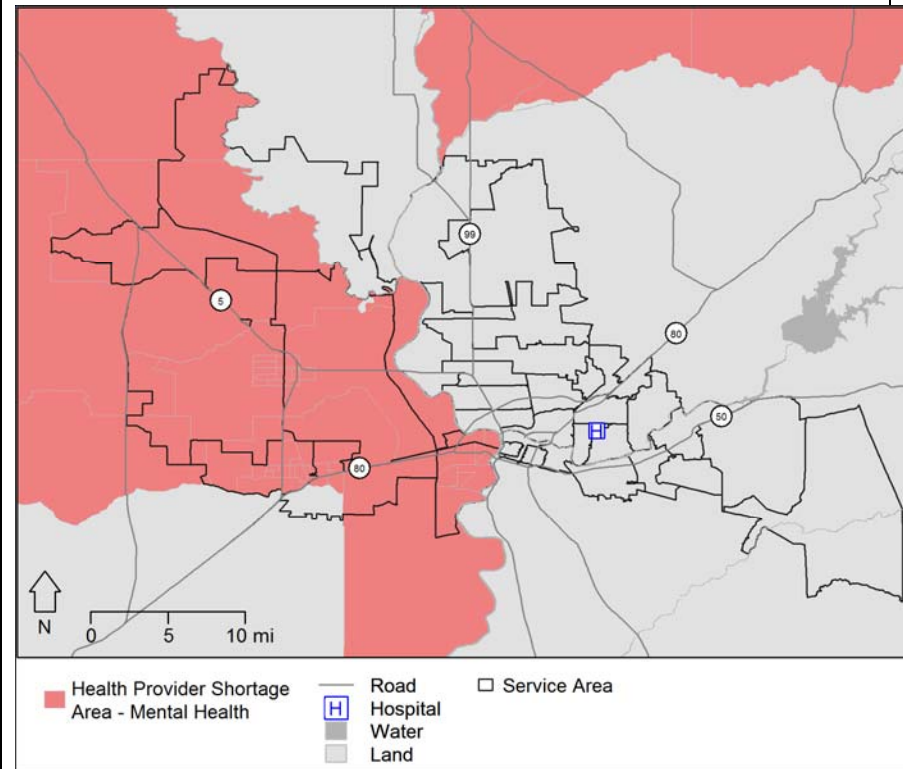 99
5
80
50
H
80
N
0 5 10 mi
Health Provider Shortage
Area - Mental Health
Road
H Hospital
Water
Land
Service Area